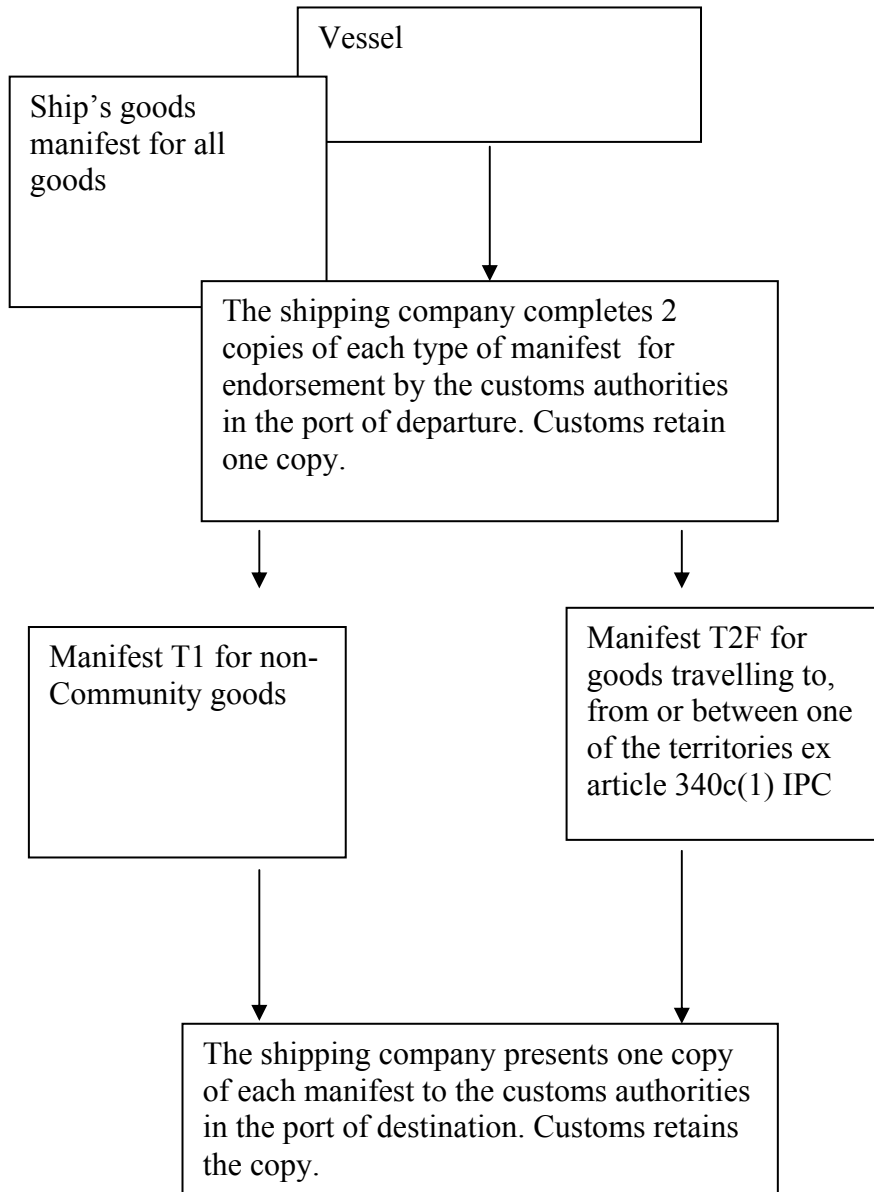 Vessel
Ship’s goods
manifest for all
goods
The shipping company completes 2
copies of each type of manifest  for
endorsement by the customs authorities
in the port of departure. Customs retain
one copy.
Manifest T1 for non-
Community goods
Manifest T2F for
goods travelling to,
from or between one
of the territories ex
article 340c(1) IPC
The shipping company presents one copy
of each manifest to the customs authorities
in the port of destination. Customs retains
the copy.